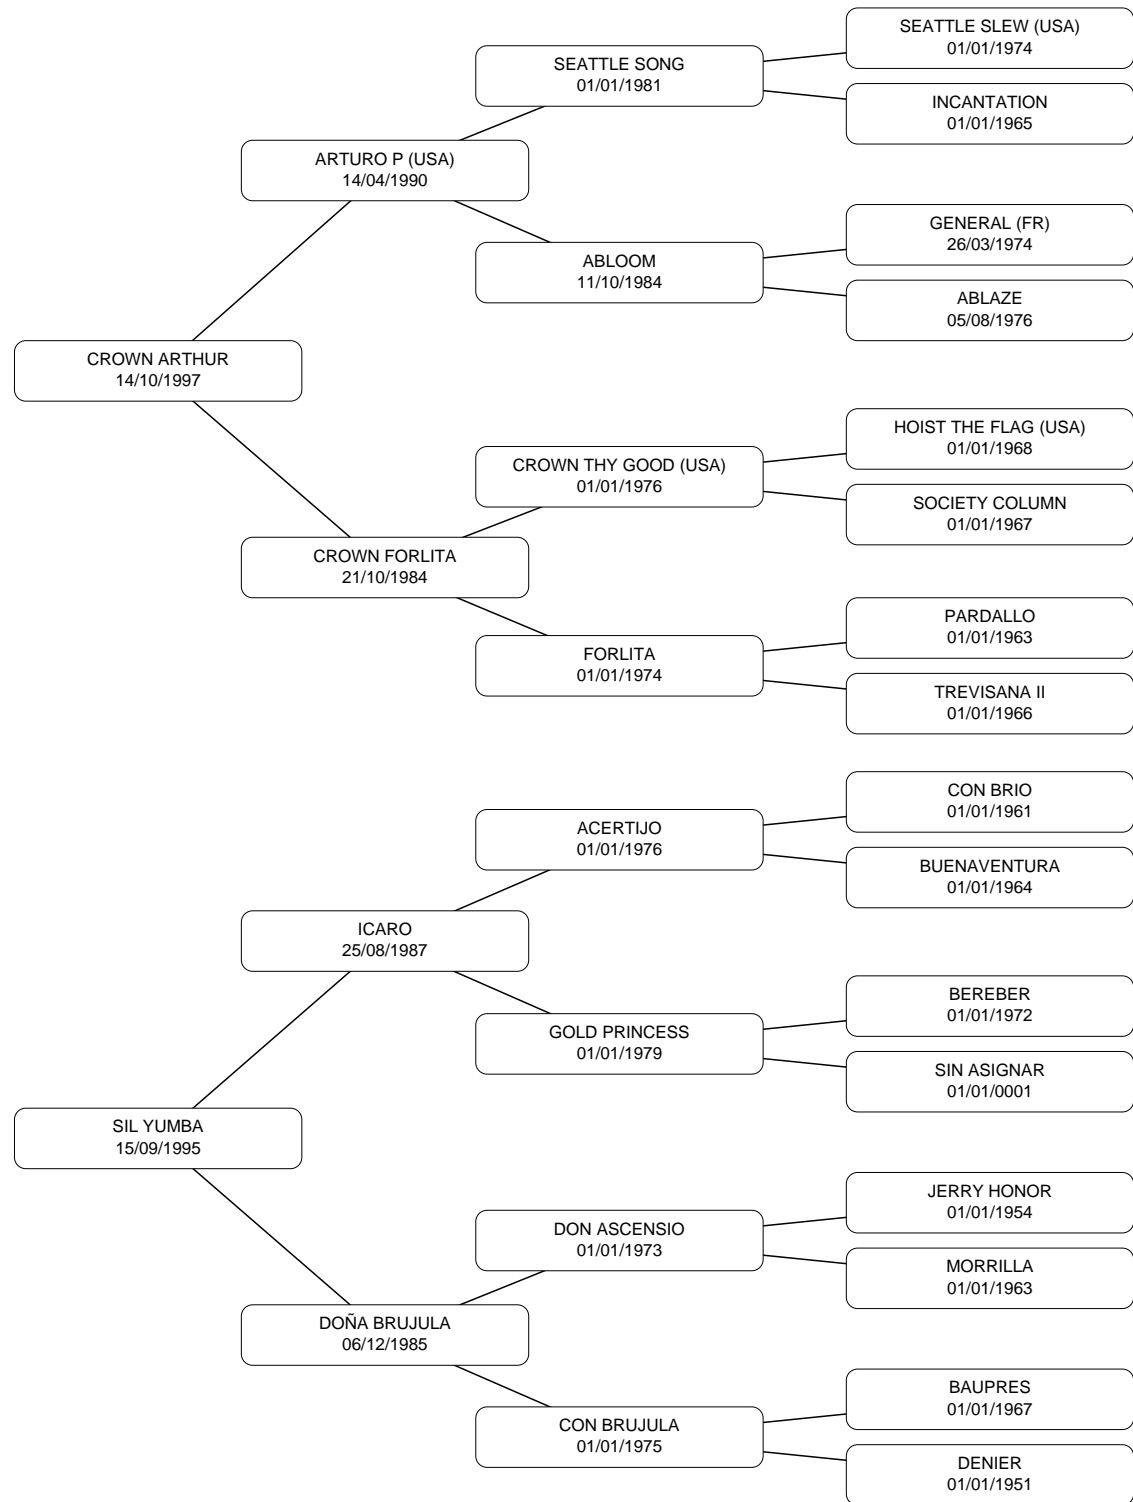 SEATTLE SLEW (USA)
01/01/1974
SEATTLE SONG
01/01/1981
INCANTATION
01/01/1965
ARTURO P (USA)
14/04/1990
GENERAL (FR)
26/03/1974
ABLOOM
11/10/1984
ABLAZE
05/08/1976
CROWN ARTHUR
14/10/1997
HOIST THE FLAG (USA)
01/01/1968
CROWN THY GOOD (USA)
01/01/1976
SOCIETY COLUMN
01/01/1967
CROWN FORLITA
21/10/1984
PARDALLO
01/01/1963
FORLITA
01/01/1974
TREVISANA II
01/01/1966
CON BRIO
01/01/1961
ACERTIJO
01/01/1976
BUENAVENTURA
01/01/1964
ICARO
25/08/1987
BEREBER
01/01/1972
GOLD PRINCESS
01/01/1979
SIN ASIGNAR
01/01/0001
SIL YUMBA
15/09/1995
JERRY HONOR
01/01/1954
DON ASCENSIO
01/01/1973
MORRILLA
01/01/1963
DOÑA BRUJULA
06/12/1985
BAUPRES
01/01/1967
CON BRUJULA
01/01/1975
DENIER
01/01/1951